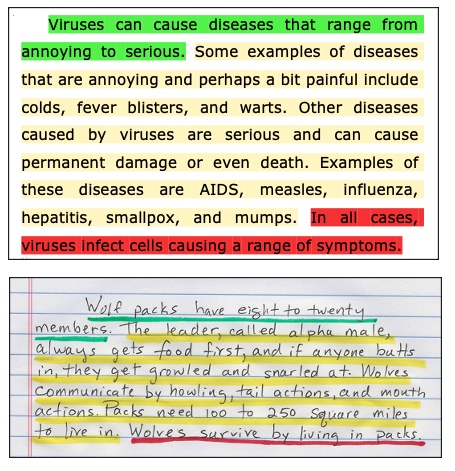 Viruses can cause diseases that range from
annoying to serious. Some examples of diseases
that are annoying and perhaps a bit painful include
colds, fever blisters, and warts. Other diseases
caused by viruses are serious and can cause
permanent damage or even death. Examples of
these diseases are AIDS, measles, influenza,
hepatitis, smallpox, and mumps. In all cases,
viruses infect cells causing a range of symptoms.
Wolf packs have eight to twenty
members. The leader, called alpha male,
always gets food first, and if anyone butts
in, they get growled and snarled at. Wolves
communicate by howling, tail actions, and mouth
actions. Packs need 100 to 250 square miles
to live in. Wolves survive by living in packs.